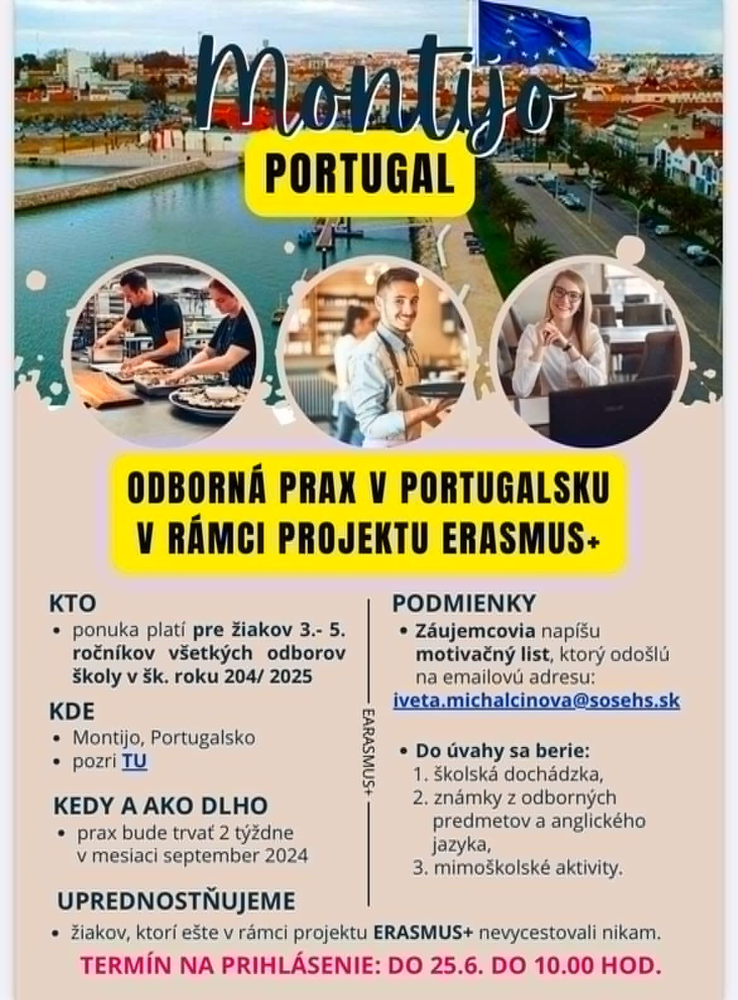 Montijo
PORTUGAL
ODBORNÁ PRAX V PORTUGALSKU
V RÁMCI PROJEKTU ERASMUS+
KTO
• ponuka platí pre žiakov 3.- 5.
ročníkov všetkých odborov
školy v šk. roku 204/ 2025
KDE
• Montijo, Portugalsko
• pozri TU
KEDY A AKO DLHO
• prax bude trvať 2 týždne
v mesiaci september 2024
EARASMUS+
PODMIENKY
• Záujemcovia napíšu
motivačný list, ktorý odošlú
na emailovú adresu:
iveta.michalcinova@sosehs.sk
• Do úvahy sa berie:
1. školská dochádzka,
2. známky z odborných
predmetov a anglického
jazyka,
3. mimoškolské aktivity.
UPREDNOSTŇUJEME
• žiakov, ktorí ešte v rámci projektu ERASMUS+ nevycestovali nikam.
TERMÍN NA PRIHLÁSENIE: DO 25.6. DO 10.00 HOD.